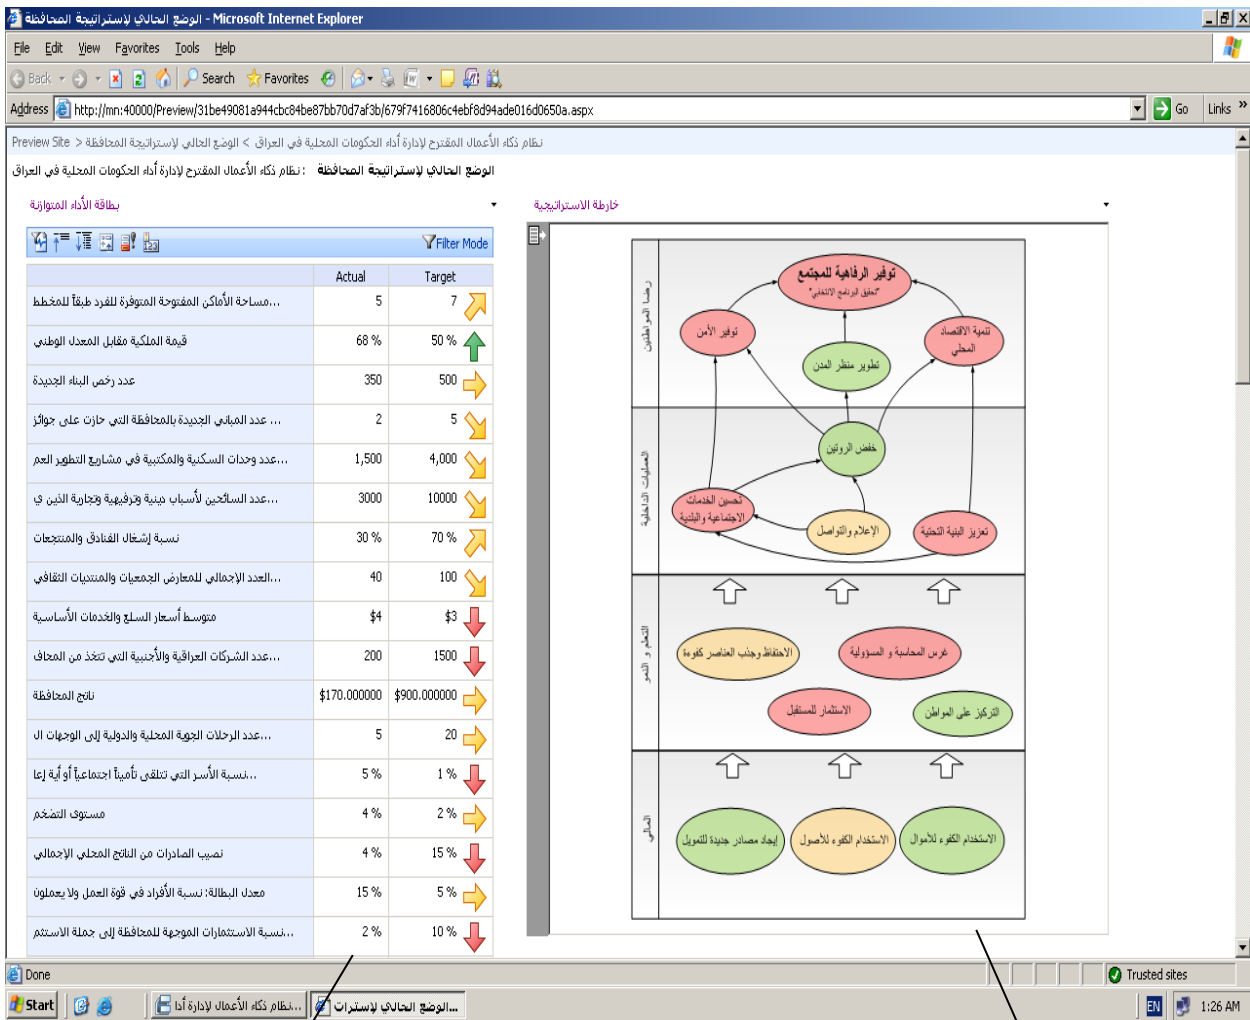 الوضع الحالي لإستراتيجة المحافظة - Microsoft Internet Explorer
File Edit View Favorites Tools Help
Back Search Favorites
Address http://mn:40000/Preview/31be49081a944cbc84be87bb70d7af3b/679f7416806c4ebf8d94ade016d0650a.aspx Go Links »
Preview Site > نظام ذكاء الأعمال المقترح لإدارة أداء الحكومات المحلية في العراق > الوضع الحالي لإستراتيجة المحافظة
نظام ذكاء الأعمال المقترح لإدارة أداء الحكومات المحلية في العراق : الوضع الحالي لإستراتيجة المحافظة
بطاقة الأداء المتوازنة
Filter Mode
Actual Target
مساحة الأماكن المفتوحة المتوفرة للفرد طبقاً للمخطط... 5 7
قيمة الملكية مقابل المعدل الوطني 68 % 50 %
عدد رخص البناء الجديدة 350 500
عدد المباني الجديدة بالمحافظة التي حازت على جوائز ... 2 5
عدد وحدات السكنية والمكتبية في مشاريع التطوير العم... 1,500 4,000
عدد السائحين لأسباب دينية وترفيهية وتجارية الذين ي... 3000 10000
نسبة إشغال الفنادق والمنتجعات 30 % 70 %
العدد الإجمالي للمعارض الجمعيات والمنتديات الثقافي... 40 100
متوسط أسعار السلع والخدمات الأساسية $4 $3
عدد الشركات العراقية والأجنبية التي تتخذ من المحاف... 200 1500
ناتج المحافظة $170.000000 $900.000000
عدد الرحلات الجوية المحلية والدولية إلى الوجهات ال... 5 20
نسبة الأسر التي تتلقى تأميناً اجتماعياً أو أية إعا... 5 % 1 %
مستوى التضخم 4 % 2 %
نصيب الصادرات من الناتج المحلي الإجمالي 4 % 15 %
معدل البطالة: نسبة الأفراد في قوة العمل ولا يعملون 15 % 5 %
نسبة الاستثمارات الموجهة للمحافظة إلى جملة الاستثم... 2 % 10 %
خارطة الاستراتيجية
رضا المواطنين
توفير الرفاهية للمجتمع
"تحقيق البرنامج الانتخابي"
توفير الأمن
تنمية الاقتصاد
المحلي
تطوير منظر المدن
العمليات الداخلية
خفض الروتين
تحسين الخدمات
الاجتماعية والبلدية
الإعلام والتواصل
تعزيز البنية التحتية
التعلم و النمو
الاحتفاظ وجذب العناصر كفوءة
غرس المحاسبة و المسؤولية
الاستثمار للمستقبل
التركيز على المواطن
المالي
إيجاد مصادر جديدة للتمويل
الاستخدام الكفوء للأصول
الاستخدام الكفوء للأموال
Done Trusted sites
Start نظام ذكاء الأعمال لإدارة أدا... الوضع الحالي لإسترات... EN 1:26 AM